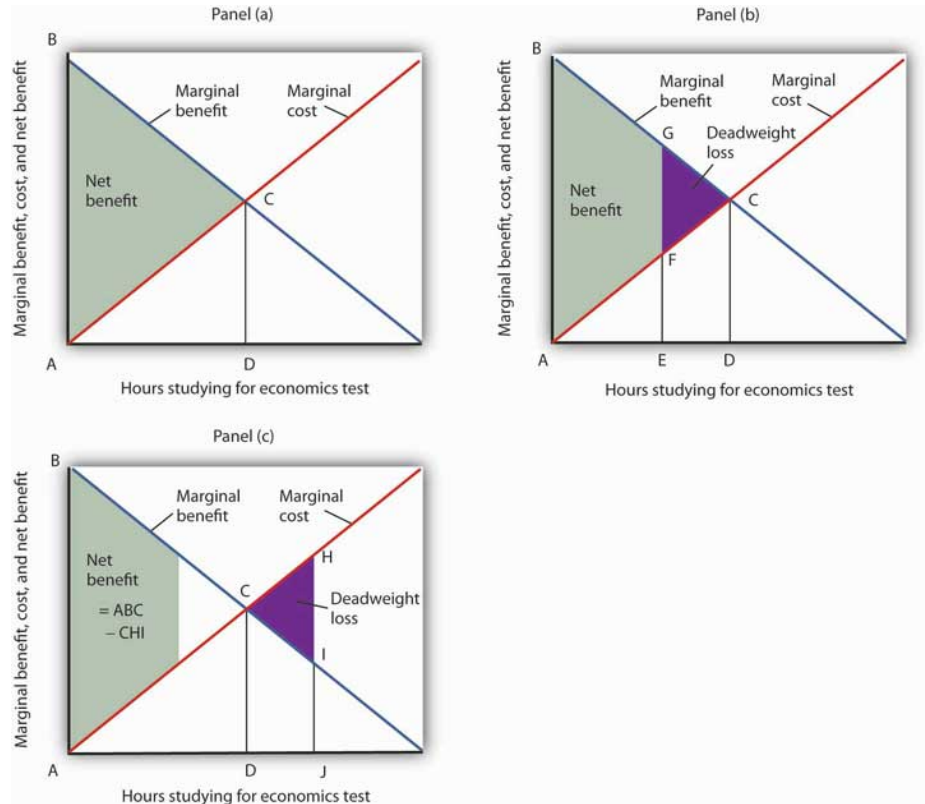 Panel (a)
B
Marginal
benefit
Marginal
cost
Net
benefit
C
A
D
Marginal benefit, cost, and net benefit
Hours studying for economics test
Panel (b)
B
Marginal
benefit
Marginal
cost
G
Deadweight
loss
Net
benefit
C
F
A
E
D
Marginal benefit, cost, and net benefit
Hours studying for economics test
Panel (c)
B
Marginal
benefit
Marginal
cost
Net
benefit
= ABC
− CHI
H
C
Deadweight
loss
I
A
D
J
Marginal benefit, cost, and net benefit
Hours studying for economics test